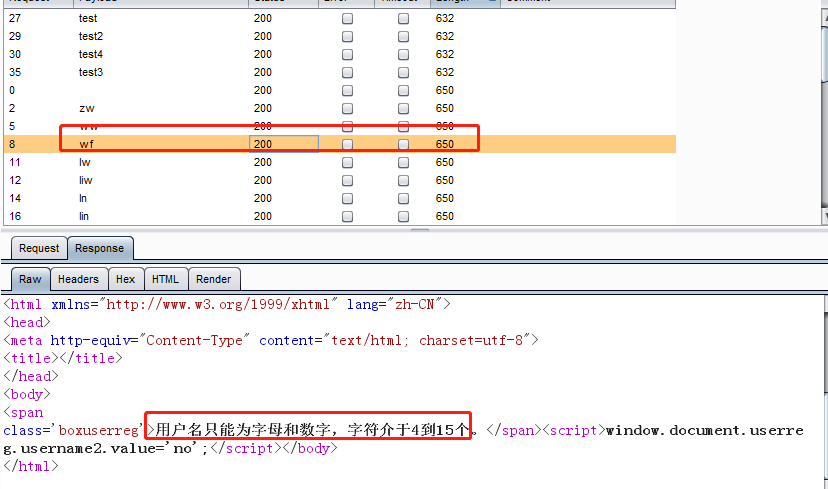 Request Payload Status Error Timeout Length Comment
27 test 200 632
29 test2 200 632
30 test4 200 632
35 test3 200 632
0 200 650
2 zw 200 650
5 ww 200 650
8 wf 200 650
11 lw 200 650
12 liw 200 650
14 ln 200 650
16 lin 200 650
Request Response
Raw Headers Hex HTML Render
<html xmlns="http://www.w3.org/1999/xhtml" lang="zh-CN">
<head>
<meta http-equiv="Content-Type" content="text/html; charset=utf-8">
<title></title>
</head>
<body>
<span
class='boxuserreg'>用户名只能为字母和数字，字符介于4到15个。</span><script>window.document.userre
g.username2.value='no';</script></body>
</html>